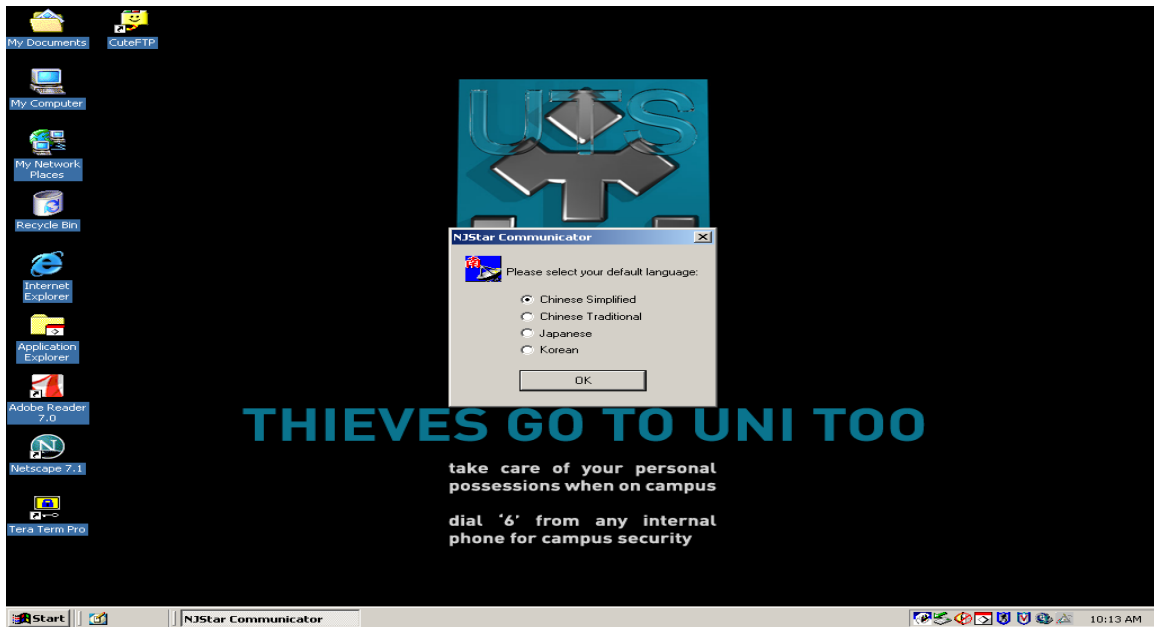 My Documents
CuteFTP
My Computer
My Network
Places
Recycle Bin
Internet
Explorer
Application
Explorer
Adobe Reader
7.0
Netscape 7.1
Tera Term Pro
UTS
NJStar Communicator
Please select your default language:
Chinese Simplified
Chinese Traditional
Japanese
Korean
OK
THIEVES GO TO UNI TOO
take care of your personal
possessions when on campus
dial ‘6’ from any internal
phone for campus security
Start
NJStar Communicator
10:13 AM